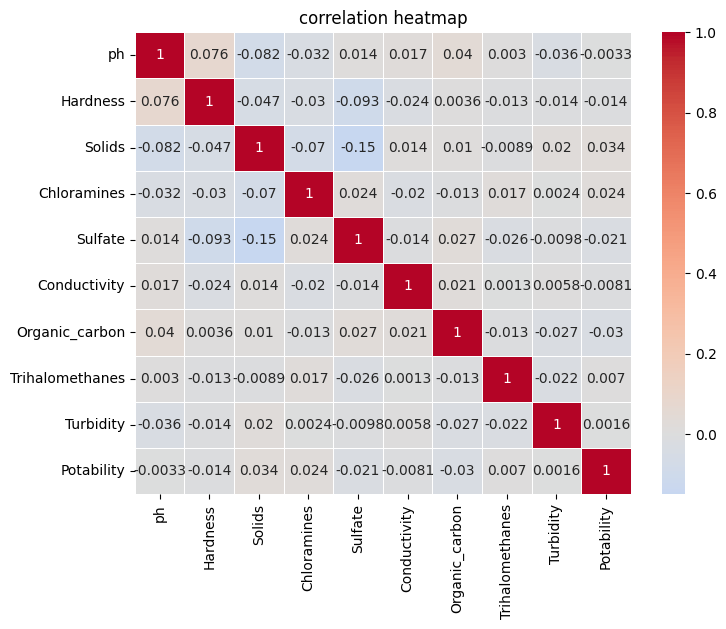 correlation heatmap
ph 1 0.076 -0.082 -0.032 0.014 0.017 0.04 0.003 -0.036 -0.0033
Hardness 0.076 1 -0.047 -0.03 -0.093 -0.024 0.0036 -0.013 -0.014 -0.014
Solids -0.082 -0.047 1 -0.07 -0.15 0.014 0.01 -0.0089 0.02 0.034
Chloramines -0.032 -0.03 -0.07 1 0.024 -0.02 -0.013 0.017 0.0024 0.024
Sulfate 0.014 -0.093 -0.15 0.024 1 -0.014 0.027 -0.026 -0.0098 -0.021
Conductivity 0.017 -0.024 0.014 -0.02 -0.014 1 0.021 0.0013 0.0058 -0.0081
Organic_carbon 0.04 0.0036 0.01 -0.013 0.027 0.021 1 -0.013 -0.027 -0.03
Trihalomethanes 0.003 -0.013 -0.0089 0.017 -0.026 0.0013 -0.013 1 -0.022 0.007
Turbidity -0.036 -0.014 0.02 0.0024 -0.0098 0.0058 -0.027 -0.022 1 0.0016
Potability -0.0033 -0.014 0.034 0.024 -0.021 -0.0081 -0.03 0.007 0.0016 1
ph Hardness Solids Chloramines Sulfate Conductivity Organic_carbon Trihalomethanes Turbidity Potability
1.0
0.8
0.6
0.4
0.2
0.0